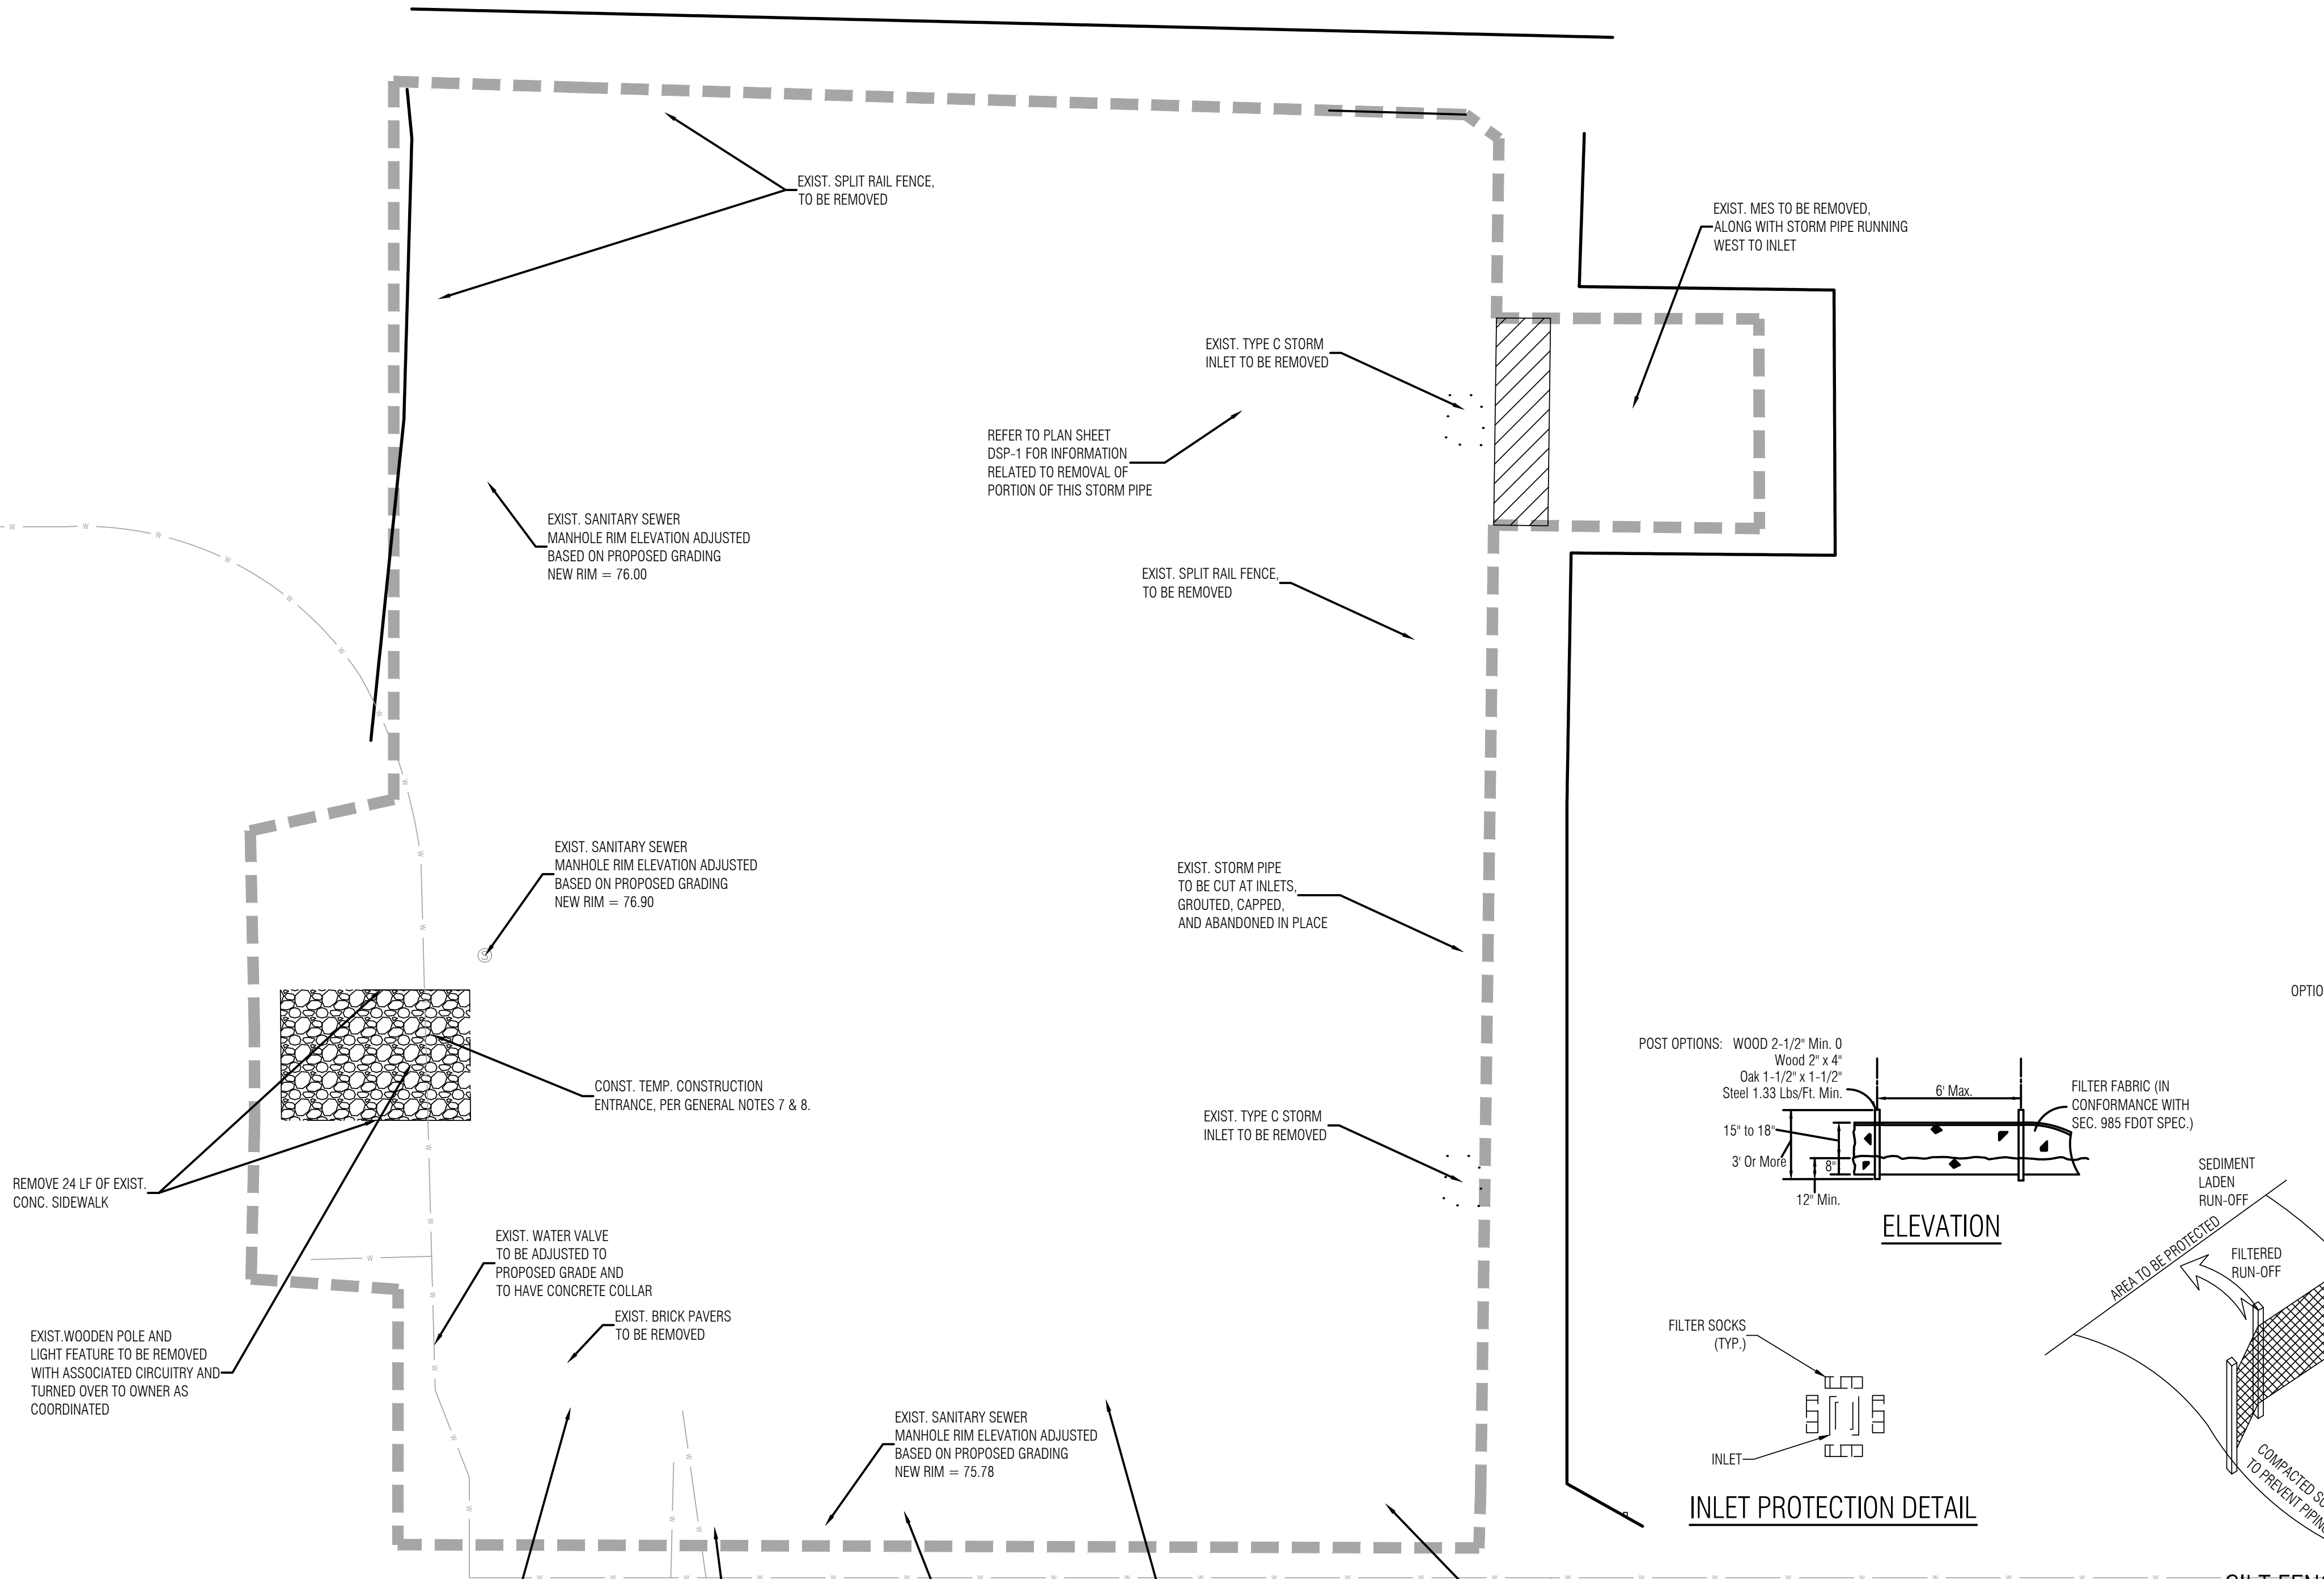 EXIST. SPLIT RAIL FENCE,
TO BE REMOVED
EXIST. MES TO BE REMOVED,
ALONG WITH STORM PIPE RUNNING
WEST TO INLET
EXIST. TYPE C STORM
INLET TO BE REMOVED
REFER TO PLAN SHEET
DSP-1 FOR INFORMATION
RELATED TO REMOVAL OF
PORTION OF THIS STORM PIPE
EXIST. SANITARY SEWER
MANHOLE RIM ELEVATION ADJUSTED
BASED ON PROPOSED GRADING
NEW RIM = 76.00
EXIST. SPLIT RAIL FENCE,
TO BE REMOVED
EXIST. SANITARY SEWER
MANHOLE RIM ELEVATION ADJUSTED
BASED ON PROPOSED GRADING
NEW RIM = 76.90
S
EXIST. STORM PIPE
TO BE CUT AT INLETS,
GROUTED, CAPPED,
AND ABANDONED IN PLACE
CONST. TEMP. CONSTRUCTION
ENTRANCE, PER GENERAL NOTES 7 & 8.
EXIST. TYPE C STORM
INLET TO BE REMOVED
REMOVE 24 LF OF EXIST.
CONC. SIDEWALK
EXIST. WATER VALVE
TO BE ADJUSTED TO
PROPOSED GRADE AND
TO HAVE CONCRETE COLLAR
EXIST. BRICK PAVERS
TO BE REMOVED
EXIST.WOODEN POLE AND
LIGHT FEATURE TO BE REMOVED
WITH ASSOCIATED CIRCUITRY AND
TURNED OVER TO OWNER AS
COORDINATED
EXIST. SANITARY SEWER
MANHOLE RIM ELEVATION ADJUSTED
BASED ON PROPOSED GRADING
NEW RIM = 75.78
OPTIO
POST OPTIONS: WOOD 2-1/2" Min. 0
Wood 2" x 4"
Oak 1-1/2" x 1-1/2"
Steel 1.33 Lbs/Ft. Min.
6' Max.
FILTER FABRIC (IN
CONFORMANCE WITH
SEC. 985 FDOT SPEC.)
15" to 18"
3' Or More
8"
12" Min.
ELEVATION
SEDIMENT
LADEN
RUN-OFF
AREA TO BE PROTECTED
FILTERED
RUN-OFF
COMPACTED SO
TO PREVENT PIPING
FILTER SOCKS
(TYP.)
INLET
INLET PROTECTION DETAIL
W